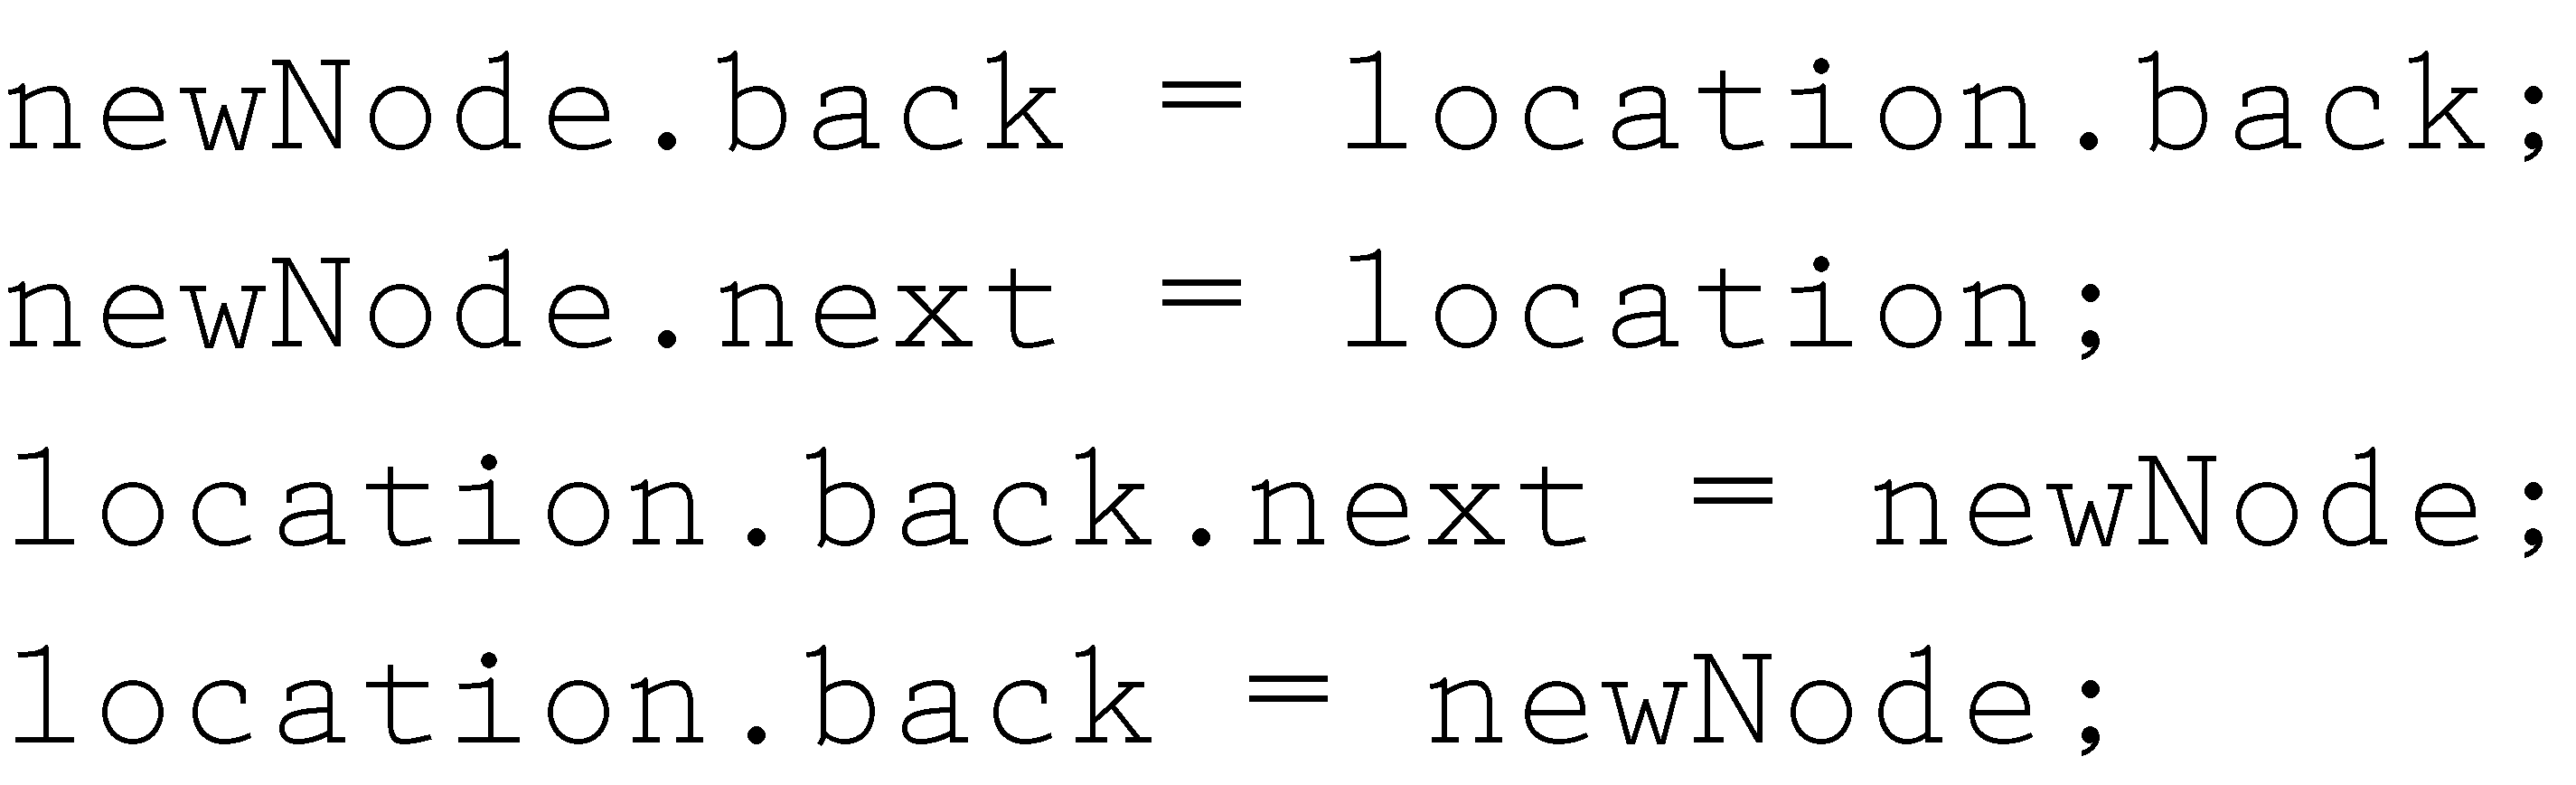 newNode.back = location.back;
newNode.next = location;
location.back.next = newNode;
location.back = newNode;